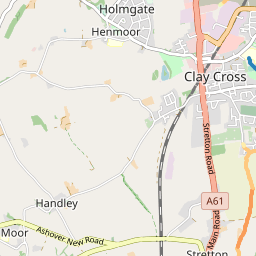 Holmgate
Henmoor
Clay Cross
Stretton Road
A61
Handley
Main Road
Ashover New Road
Moor
Stretton